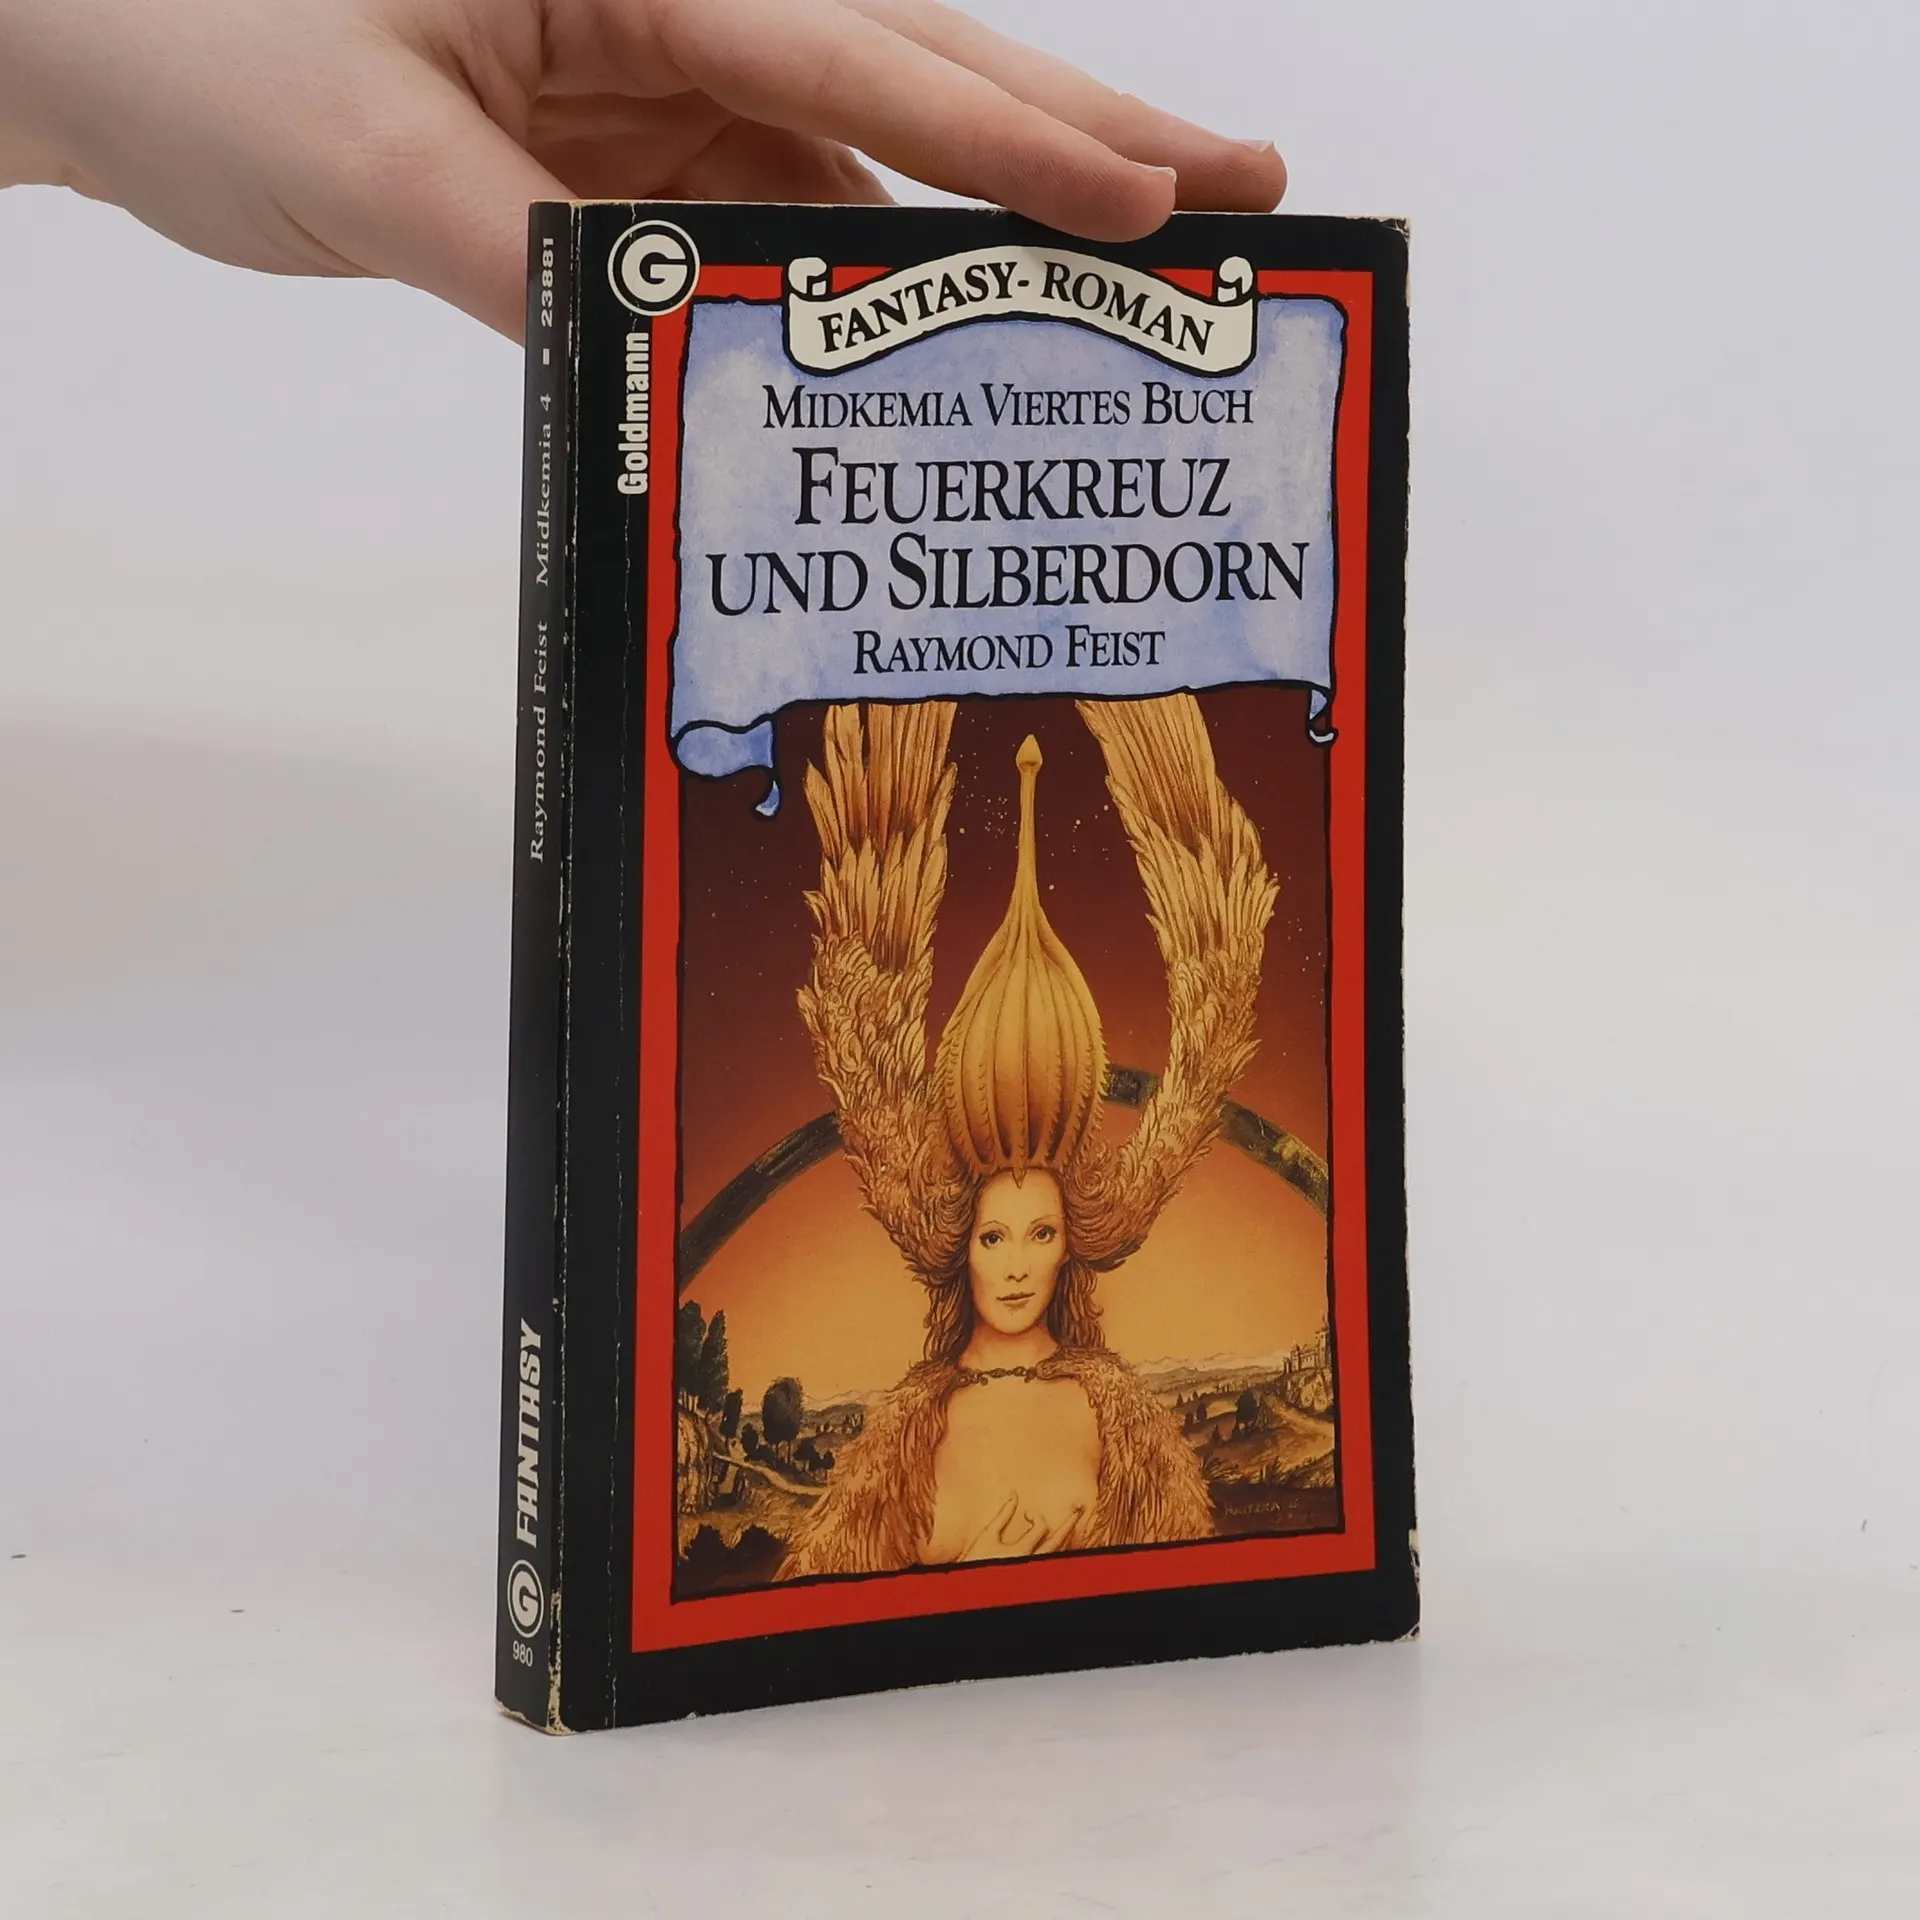 FANTASY-ROMAN
MIDKEMIA VIERTES BUCH
FEUERKREUZ
UND SILBERDORN
RAYMOND FEIST
G
Goldmann
Raymond Feist Midkemia 4 - 23881
G FANTASY
980